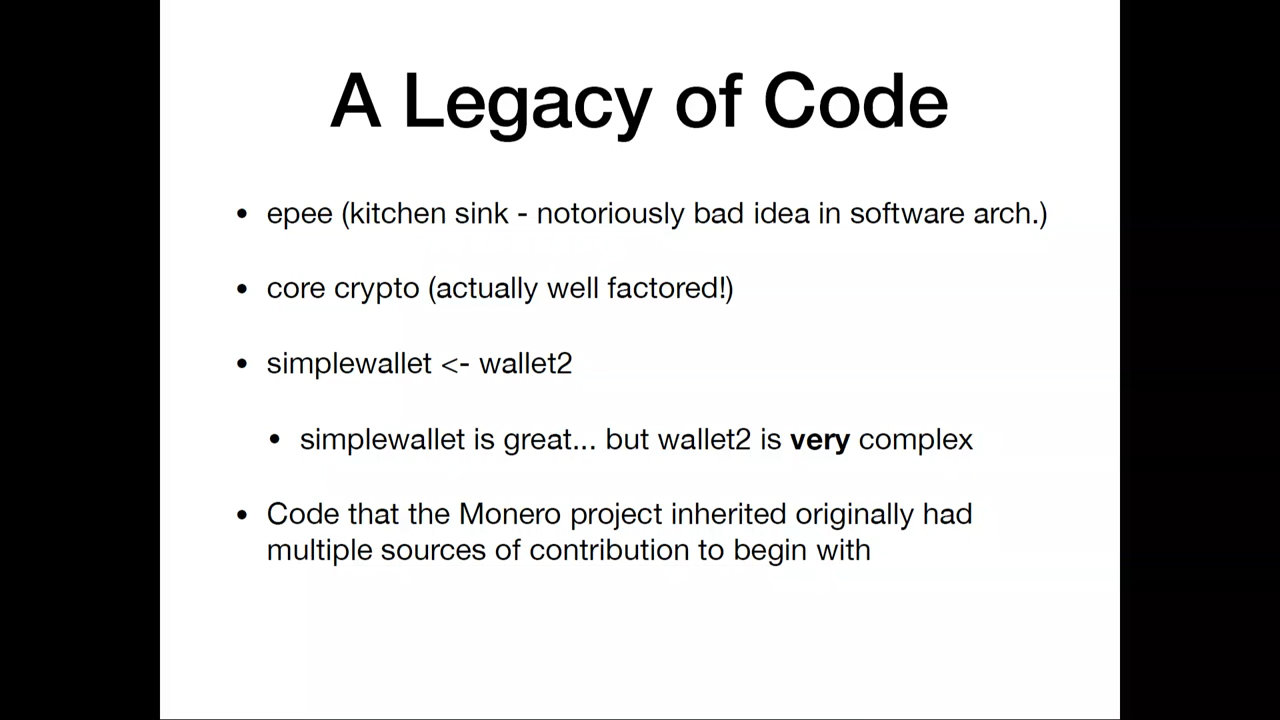 A Legacy of Code
• epee (kitchen sink - notoriously bad idea in software arch.)
• core crypto (actually well factored!)
• simplewallet <- wallet2
• simplewallet is great... but wallet2 is very complex
• Code that the Monero project inherited originally had
multiple sources of contribution to begin with